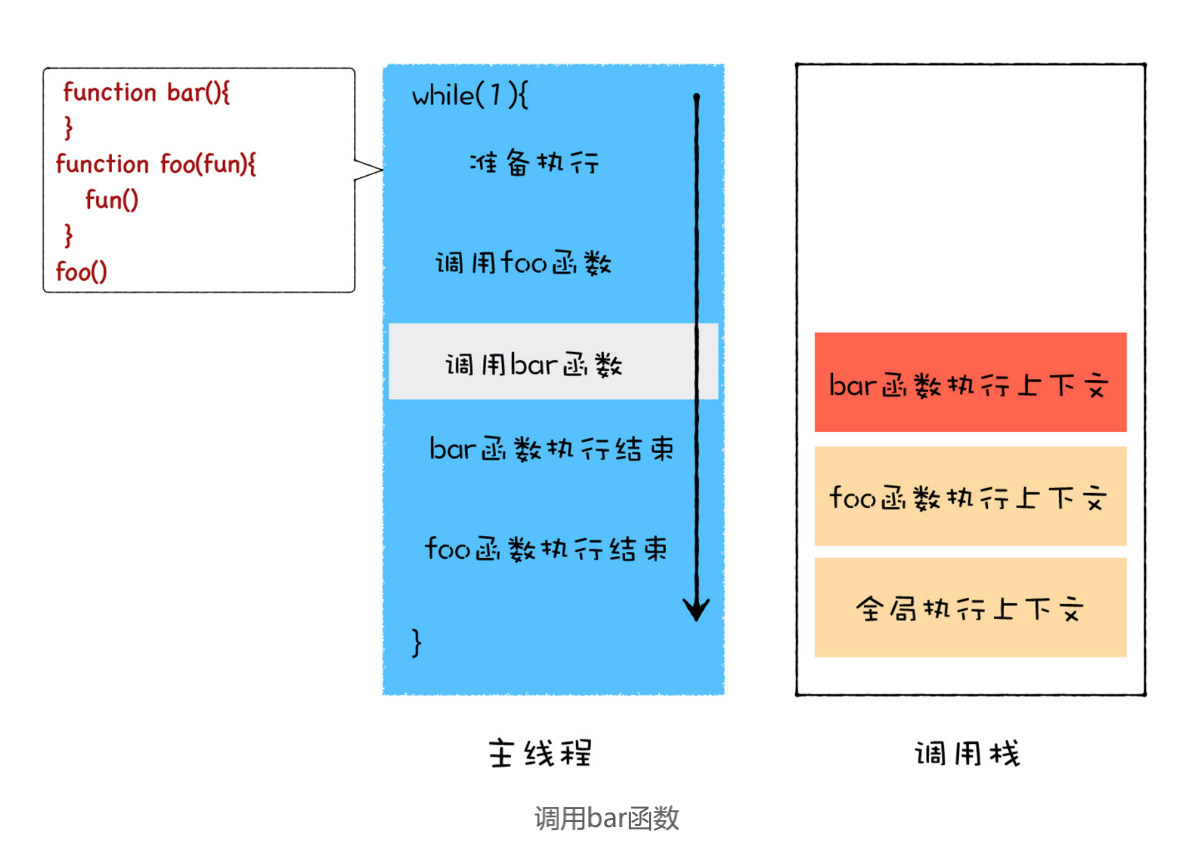 function bar(){
}
function foo(fun){
fun()
}
foo()
while(1){
准备执行
调用foo函数
调用bar函数
bar函数执行结束
foo函数执行结束
}
主线程
bar函数执行上下文
foo函数执行上下文
全局执行上下文
调用栈
调用bar函数